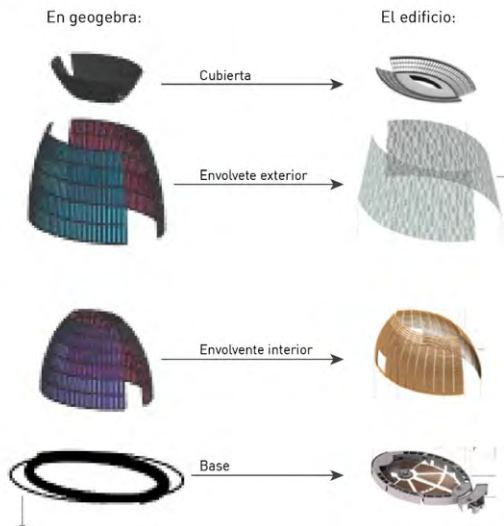 En geogebra:
El edificio:
Cubierta
Envolvete exterior
Envolvente interior
Base